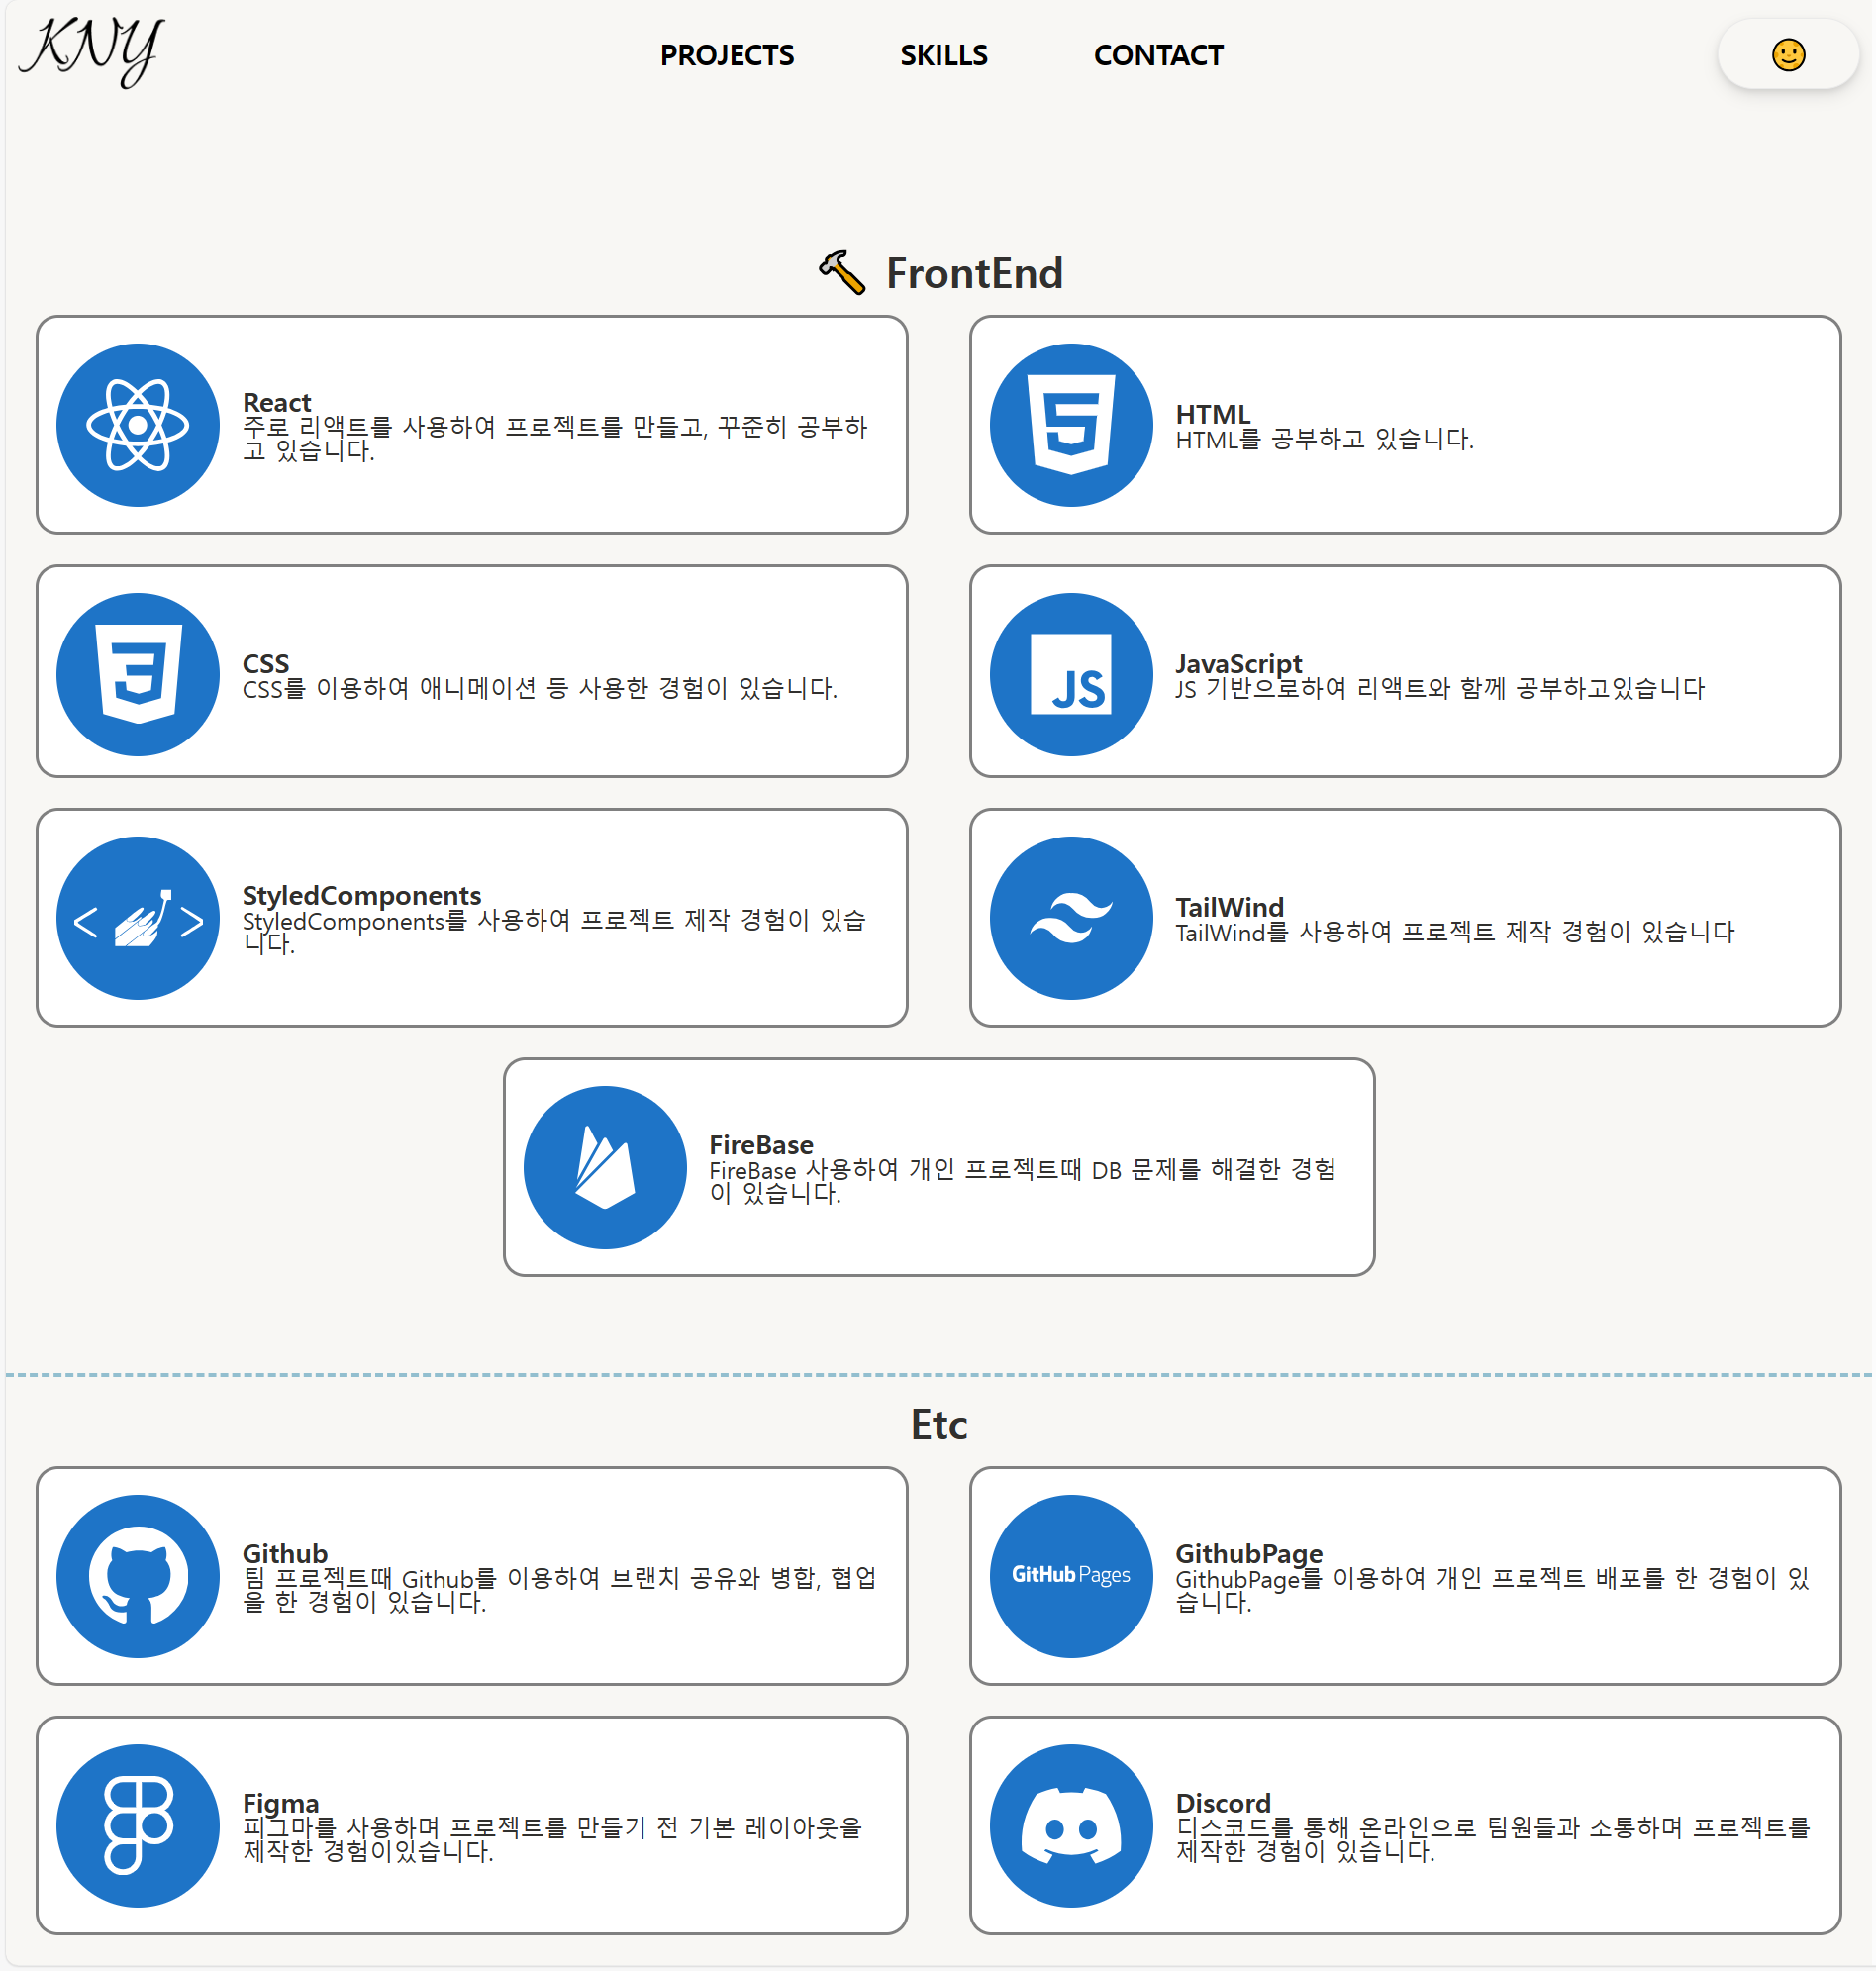 KNY
PROJECTS SKILLS CONTACT
FrontEnd
React
주로 리액트를 사용하여 프로젝트를 만들고, 꾸준히 공부하
고 있습니다.
HTML
HTML를 공부하고 있습니다.
CSS
CSS를 이용하여 애니메이션 등 사용한 경험이 있습니다.
JS
JavaScript
JS 기반으로하여 리액트와 함께 공부하고있습니다
StyledComponents
StyledComponents를 사용하여 프로젝트 제작 경험이 있습
니다.
TailWind
TailWind를 사용하여 프로젝트 제작 경험이 있습니다
FireBase
FireBase 사용하여 개인 프로젝트때 DB 문제를 해결한 경험
이 있습니다.
Etc
Github
팀 프로젝트때 Github를 이용하여 브랜치 공유와 병합, 협업
을 한 경험이 있습니다.
GitHub Pages
GithubPage
GithubPage를 이용하여 개인 프로젝트 배포를 한 경험이 있
습니다.
Figma
피그마를 사용하며 프로젝트를 만들기 전 기본 레이아웃을
제작한 경험이있습니다.
Discord
디스코드를 통해 온라인으로 팀원들과 소통하며 프로젝트를
제작한 경험이 있습니다.